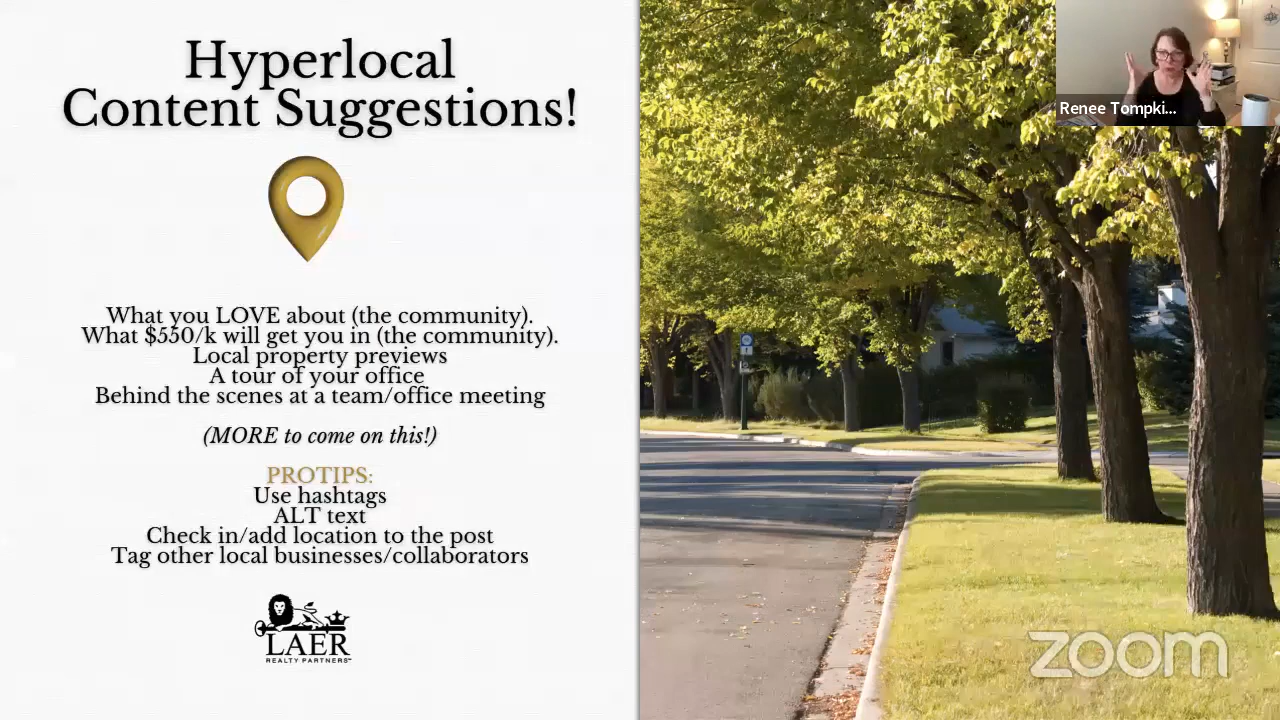 Hyperlocal
Content Suggestions!
What you LOVE about (the community).
What $550/k will get you in (the community).
Local property previews
A tour of your office
Behind the scenes at a team/office meeting
(MORE to come on this!)
PROTIPS:
Use hashtags
ALT text
Check in/add location to the post
Tag other local businesses/collaborators
LAER
REALTY PARTNERS™
Renee Tompki...
zoom